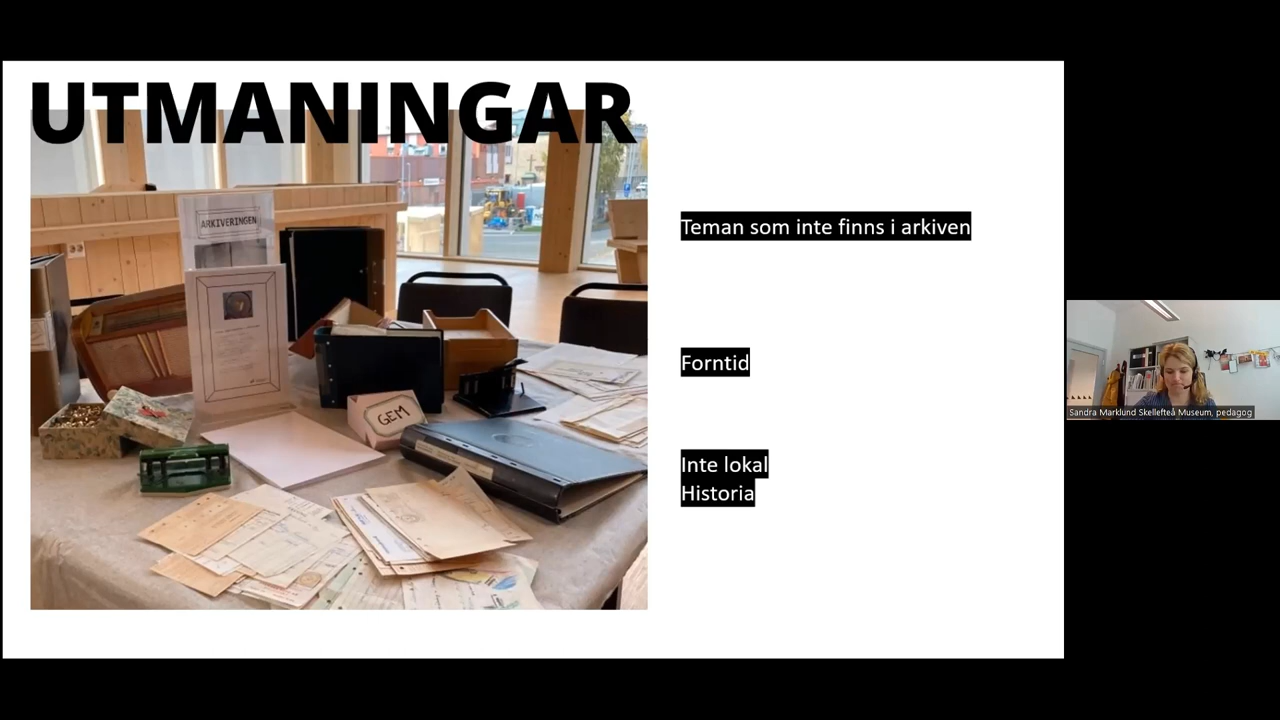 UTMANINGAR
ARKIVERINGEN
GEM
Teman som inte finns i arkiven
Forntid
Inte lokal
Historia
Sandra Marklund Skellefteå Museum, pedagog